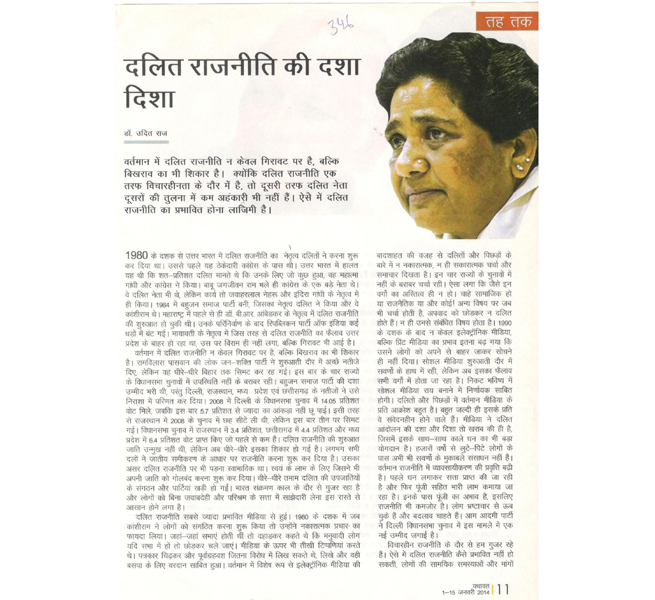 346
तह तक
दलित राजनीति की दशा
दिशा
डॉ. उदित राज
वर्तमान में दलित राजनीति न केवल गिरावट पर है, बल्कि
बिखराव का भी शिकार है। क्योंकि दलित राजनीति एक
तरफ विचारहीनता के दौर में है, तो दूसरी तरफ दलित नेता
दूसरों की तुलना में कम अहंकारी भी नहीं हैं। ऐसे में दलित
राजनीति का प्रभावित होना लाजिमी है।
1980 के दशक से उत्तर भारत में दलित राजनीति का नेतृत्व दलितों ने करना शुरू
कर दिया था। उससे पहले यह ठेकेदारी कांग्रेस के पास थी। उत्तर भारत में हालत
यह थी कि शत-प्रतिशत दलित मानते थे कि उनके लिए जो कुछ हुआ, वह महात्मा
गांधी और कांग्रेस ने किया। बाबू जगजीवन राम भले ही कांग्रेस के एक बड़े नेता थे।
वे दलित नेता भी थे, लेकिन कार्य तो जवाहरलाल नेहरू और इंदिरा गांधी के नेतृत्व में
ही किया। 1984 में बहुजन समाज पार्टी बनी, जिसका नेतृत्व दलित ने किया और वे
कांशीराम थे। महाराष्ट्र में पहले से ही डॉ. बी.आर. आंबेडकर के नेतृत्व में दलित राजनीति
की शुरुआत हो चुकी थी। उनके परिनिर्वाण के बाद रिपब्लिकन पार्टी ऑफ इंडिया कई
धड़ों में बंट गई। मायावती के नेतृत्व में जिस तरह से दलित राजनीति का फैलाव उत्तर
प्रदेश के बाहर हो रहा था, उस पर विराम ही नहीं लगा, बल्कि गिरावट भी आई है।
वर्तमान में दलित राजनीति न केवल गिरावट पर है, बल्कि बिखराव का भी शिकार
है। रामविलास पासवान की लोक जन-शक्ति पार्टी ने शुरुआती दौर में अच्छे नतीजे
दिए, लेकिन वह धीरे-धीरे बिहार तक सिमट कर रह गई। इस बार के चार राज्यों
के विधानसभा चुनावों में उपस्थिति नहीं के बराबर रही। बहुजन समाज पार्टी की दशा
उम्मीद भरी थी, परंतु दिल्ली, राजस्थान, मध्य प्रदेश एवं छत्तीसगढ़ के नतीजों ने उसे
निराशा में परिणत कर दिया। 2008 में दिल्ली के विधानसभा चुनाव में 14.05 प्रतिशत
वोट मिले, जबकि इस बार 5.7 प्रतिशत से ज्यादा का आंकड़ा नहीं छू पाई। इसी तरह
से राजस्थान में 2008 के चुनाव में छह सीटें ली थीं, लेकिन इस बार तीन पर सिमट
गई। विधानसभा चुनाव में राजस्थान में 3.4 प्रतिशत, छत्तीसगढ़ में 4.4 प्रतिशत और मध्य
प्रदेश में 6.4 प्रतिशत वोट प्राप्त किए जो पहले से कम है। दलित राजनीति की शुरुआत
जाति उन्मुख नहीं थी, लेकिन अब धीरे-धीरे इसका शिकार हो गई है। लगभग सभी
दलों ने जातीय समीकरण के आधार पर राजनीति करना शुरू कर दिया है। उसका
असर दलित राजनीति पर भी पड़ना स्वाभाविक था। स्वयं के लाभ के लिए जितने भी
अपनी जाति को गोलबंद करना शुरू कर दिया। धीरे-धीरे तमाम दलित की उपजातियों
के संगठन और पार्टियां खड़ी हो गई। भारत संक्रमण काल के दौर से गुजर रहा है
और लोगों को बिना जवाबदेही और परिश्रम के सत्ता में साझेदारी लेना इस रास्ते से
आसान होने लगा है।
दलित राजनीति सबसे ज्यादा प्रभावित मीडिया से हुई। 1980 के दशक में जब
कांशीराम ने लोगों को संगठित करना शुरू किया तो उन्होंने नकारात्मक प्रचार का
फायदा लिया। जहां-जहां सभाएं होतीं थीं तो दहाड़कर कहते थे कि मनुवादी लोग
यदि सभा में हों तो छोड़कर चले जाएं। मीडिया के ऊपर भी तीखी टिप्पणियां करते
थे। पत्रकार चिढ़कर और पूर्वाग्रहवश जितना विरोध में लिख सकते थे, लिखे और वही
बसपा के लिए वरदान साबित हुआ। वर्तमान में विशेष रूप से इलेक्ट्रॉनिक मीडिया की
बादशाहत की वजह से दलितों और पिछड़ों के
बारे में न नकारात्मक, न ही सकारात्मक चर्चा और
समाचार दिखाता है। इन चार राज्यों के चुनावों में
नहीं के बराबर चर्चा रही। ऐसा लगा कि जैसे इन
वर्गों का अस्तित्व ही न हो। चाहे सामाजिक हो
या राजनीतिक या और कोई! अन्य विषय पर जब
भी चर्चा होती है, अपवाद को छोड़कर न दलित
होते हैं। न ही उनसे संबंधित विषय होता है। 1990
के दशक के बाद न केवल इलेक्ट्रॉनिक मीडिया,
बल्कि प्रिंट मीडिया का प्रभाव इतना बढ़ गया कि
उसने लोगों को अपने से बाहर जाकर सोचने
ही नहीं दिया। सोशल मीडिया शुरुआती दौर में
सवर्णों के हाथ में रही, लेकिन अब इसका फैलाव
सभी वर्गों में होता जा रहा है। निकट भविष्य में
सोशल मीडिया राय बनाने में निर्णायक साबित
होगी। दलितों और पिछड़ों में वर्तमान मीडिया के
प्रति आक्रोश बहुत है। बहुत जल्दी ही इसके प्रति
वे संवेदनहीन होने वाले हैं। मीडिया ने दलित
आंदोलन की दशा और दिशा तो खराब की ही है,
जिसमें इसके साथ-साथ काले धन का भी बड़ा
योगदान है। हजारों वर्षों से लुटे-पिटे लोगों के
पास अभी भी सवर्णों के मुकाबले संसाधन नहीं हैं।
वर्तमान राजनीति में व्यावसायीकरण की प्रवृत्ति बढ़ी
है। पहले धन लगाकर सत्ता प्राप्त की जा रही
है और फिर पूंजी सहित भारी लाभ कमाया जा
रहा है। इनके पास पूंजी का अभाव है, इसलिए
राजनीति भी कमजोर है। लोग भ्रष्टाचार से ऊब
चुके हैं और बदलाव चाहते हैं। आम आदमी पार्टी
ने दिल्ली विधानसभा चुनाव में इस मामले में एक
नई उम्मीद जगाई है।
विचारहीन राजनीति के दौर से हम गुजर रहे
हैं। ऐसे में दलित राजनीति कैसे प्रभावित नहीं हो
सकती, लोगों की सामयिक समस्याओं और मांगों
यथावत
1-15 जनवरी 2014 | 11